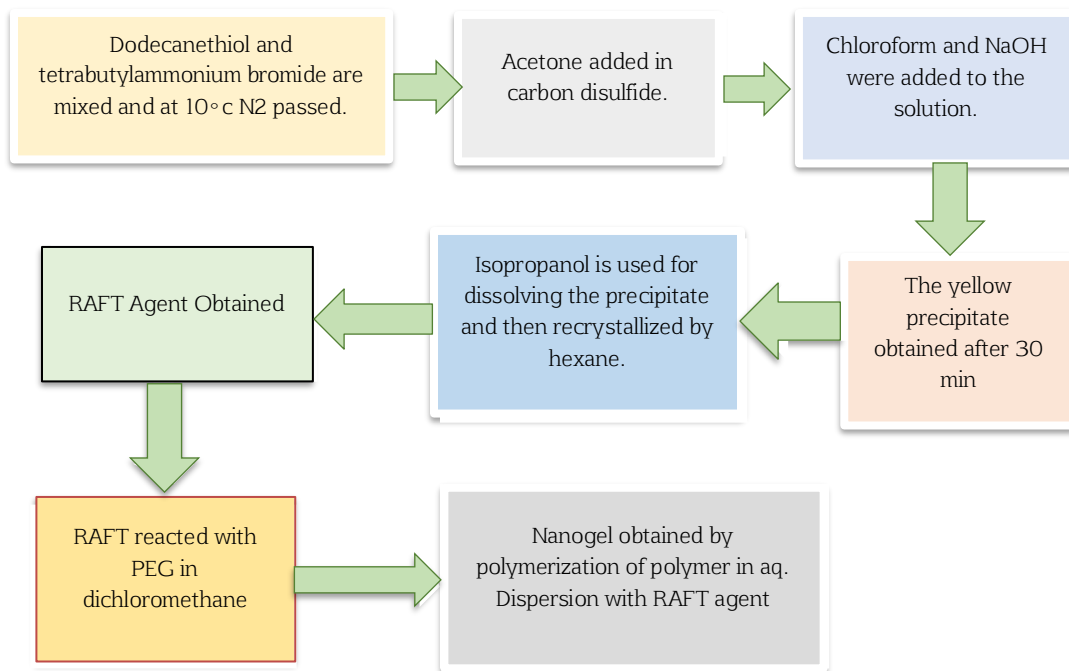 Dodecanethiol and
tetrabutylammonium bromide are
mixed and at 10∘c N2 passed.
Acetone added in
carbon disulfide.
Chloroform and NaOH
were added to the
solution.
The yellow
precipitate
obtained after 30
min
Isopropanol is used for
dissolving the precipitate
and then recrystallized by
hexane.
RAFT Agent Obtained
RAFT reacted with
PEG in
dichloromethane
Nanogel obtained by
polymerization of polymer in aq.
Dispersion with RAFT agent